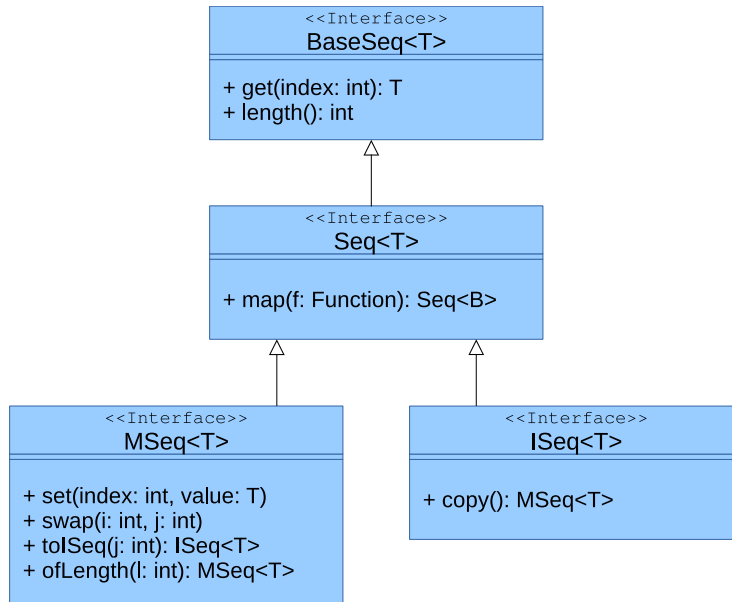 <<Interface>>
BaseSeq<T>
+ get(index: int): T
+ length(): int
<<Interface>>
Seq<T>
+ map(f: Function): Seq<B>
<<Interface>>
MSeq<T>
+ set(index: int, value: T)
+ swap(i: int, j: int)
+ toISeq(j: int): ISeq<T>
+ ofLength(l: int): MSeq<T>
<<Interface>>
ISeq<T>
+ copy(): MSeq<T>